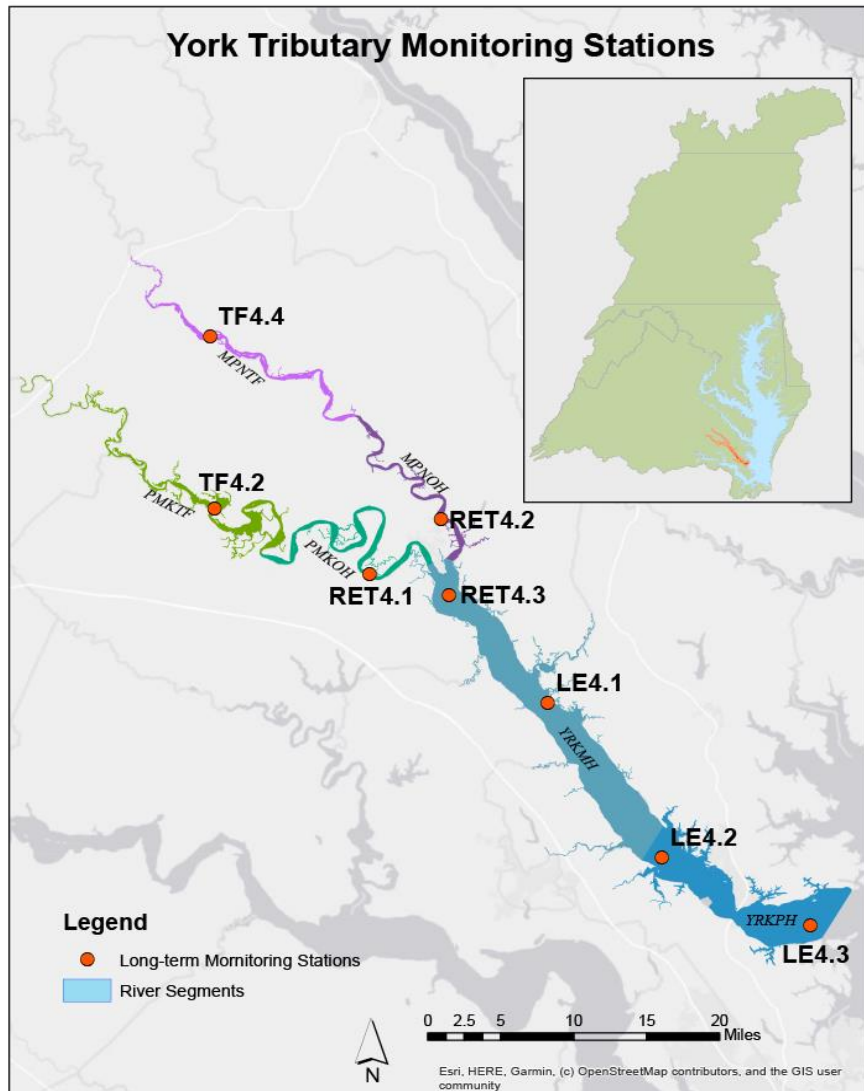 York Tributary Monitoring Stations
TF4.4
MPNTF
TF4.2
PMKTF
MPNOH
RET4.2
PMKOH
RET4.1
RET4.3
LE4.1
YRKMH
LE4.2
YRKPH
LE4.3
Legend
Long-term Mornitoring Stations
River Segments
0 2.5 5 10 15 20
Miles
N
Esri, HERE, Garmin, (c) OpenStreetMap contributors, and the GIS user
community